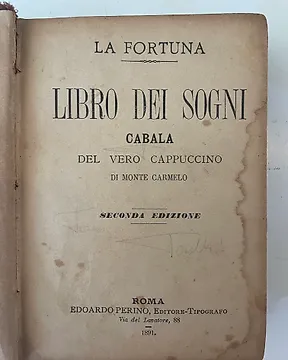 LA FORTUNA
LIBRO DEI SOGNI
CABALA
DEL VERO CAPPUCCINO
DI MONTE CARMELO
SECONDA EDIZIONE
ROMA
EDOARDO PERINO, EDITORE-TIPOGRAFO
Via del Lavatore, 88
1891.